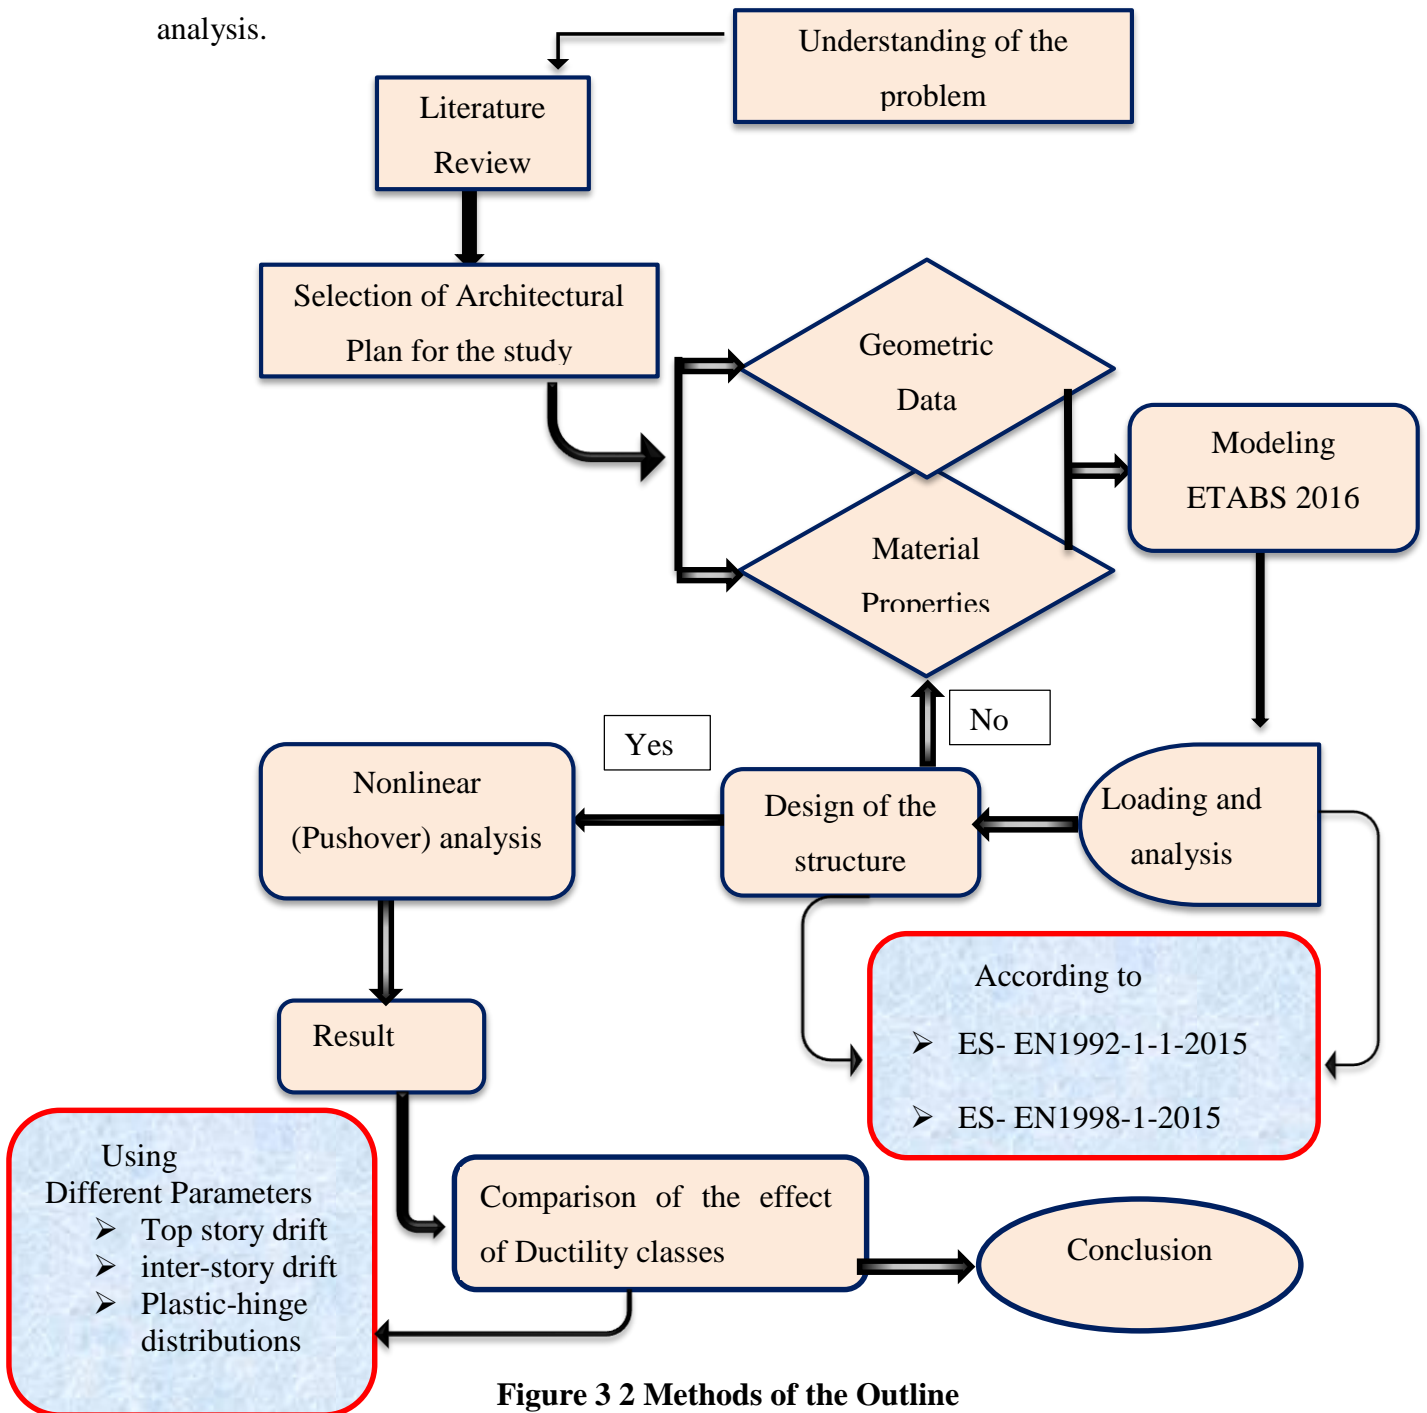 analysis.
Understanding of the
problem
Literature
Review
Selection of Architectural
Plan for the study
Geometric
Data
Material
Properties
Modeling
ETABS 2016
No
Yes
Nonlinear
(Pushover) analysis
Design of the
structure
Loading and
analysis
According to
➢ ES- EN1992-1-1-2015
➢ ES- EN1998-1-2015
Result
Using
Different Parameters
➢ Top story drift
➢ inter-story drift
➢ Plastic-hinge
distributions
Comparison of the effect
of Ductility classes
Conclusion
Figure 3 2 Methods of the Outline